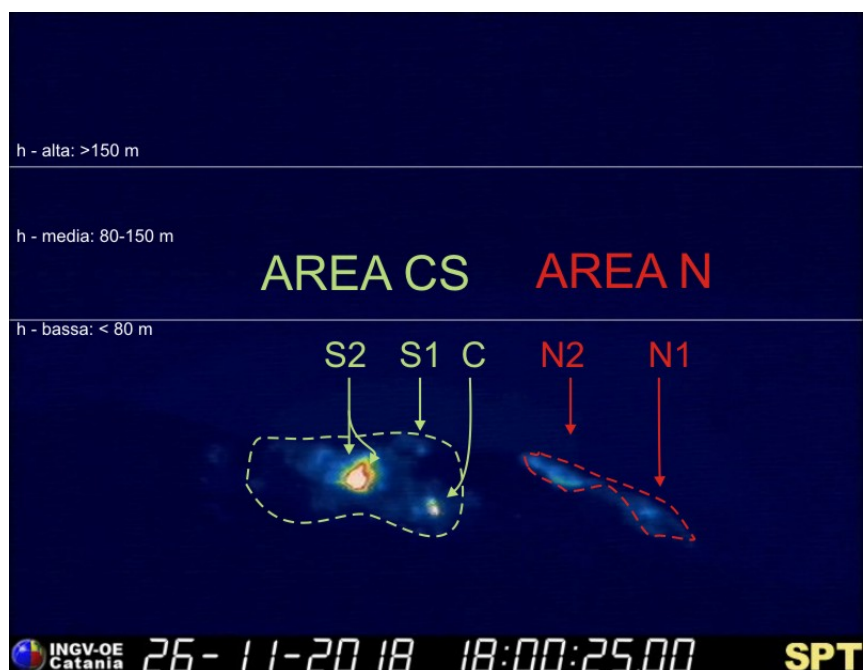 h - alta: >150 m
h - media: 80-150 m
AREA CS AREA N
h - bassa: < 80 m
S2 S1 C N2 N1
INGV-OE
Catania
26-11-2018 18:00:25.00
SPT